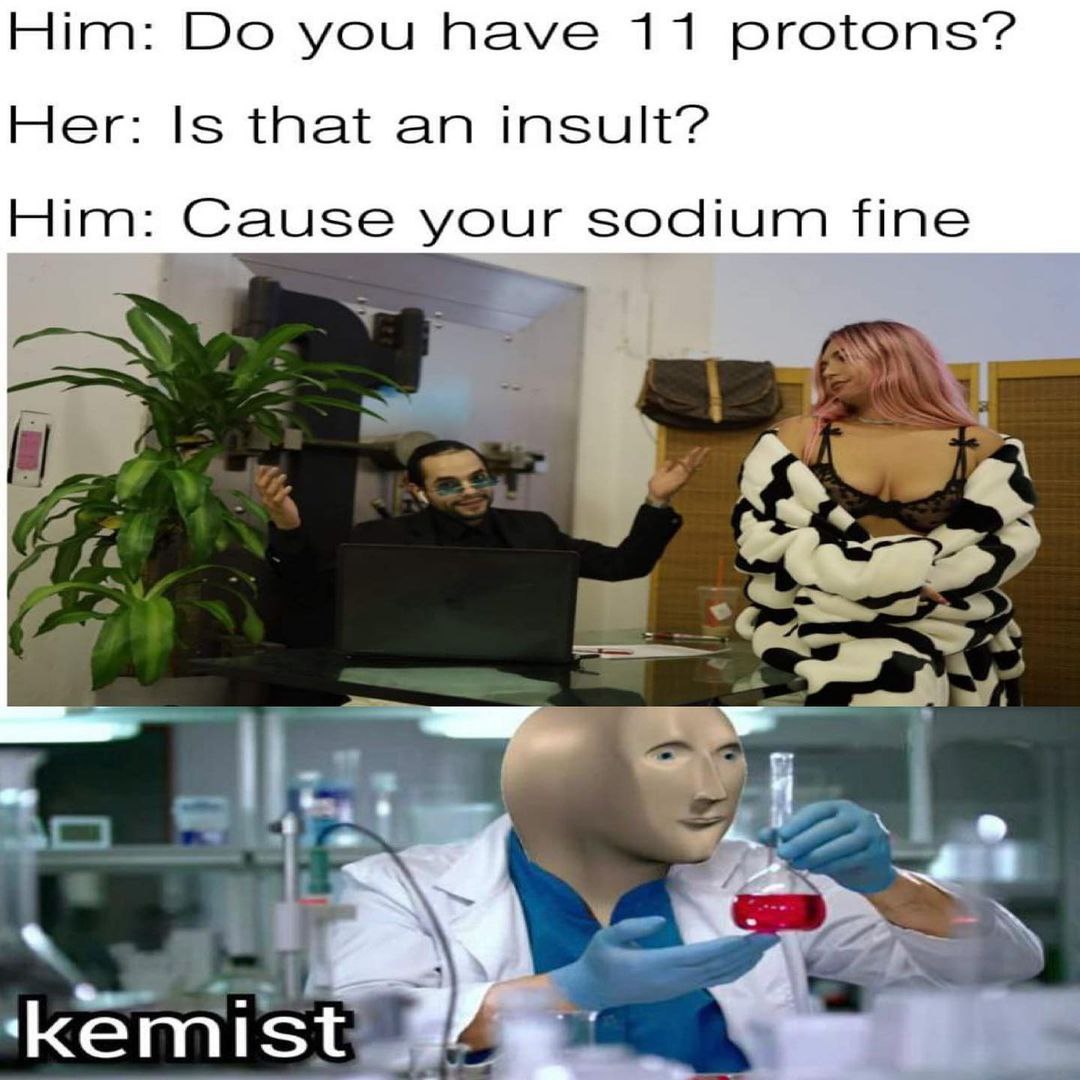 Him: Do you have 11 protons?
Her: Is that an insult?
Him: Cause your sodium fine
kemist